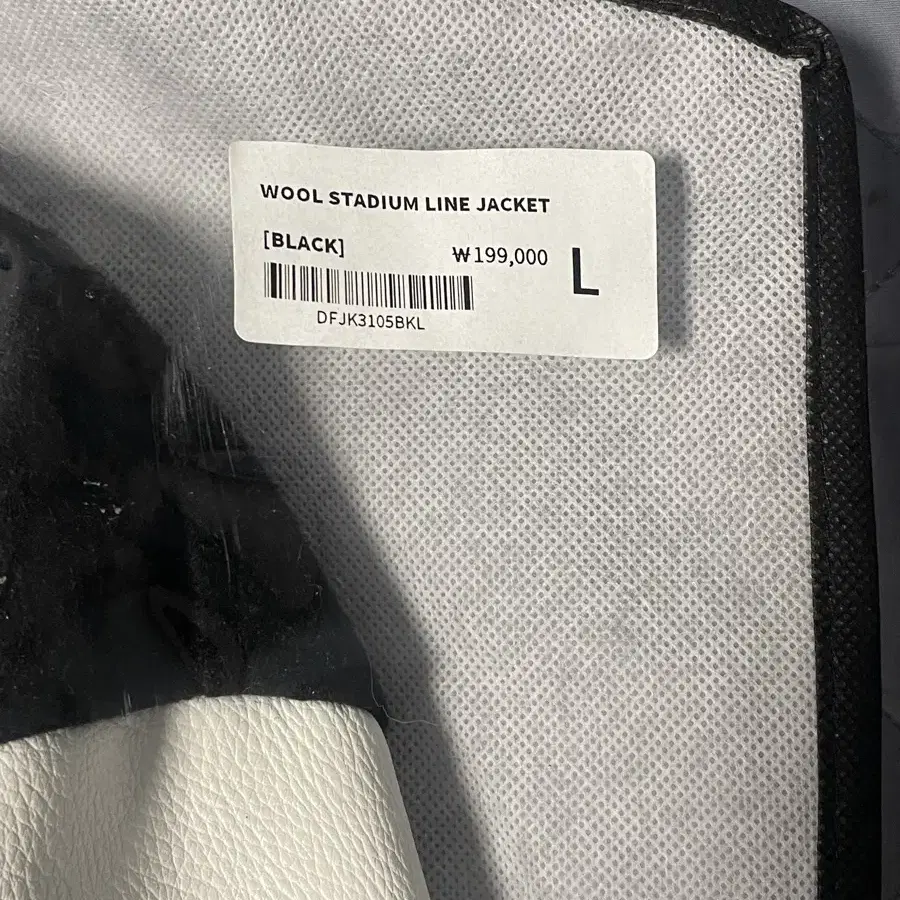 WOOL STADIUM LINE JACKET
[BLACK]
₩199,000 L
DFJK3105BKL